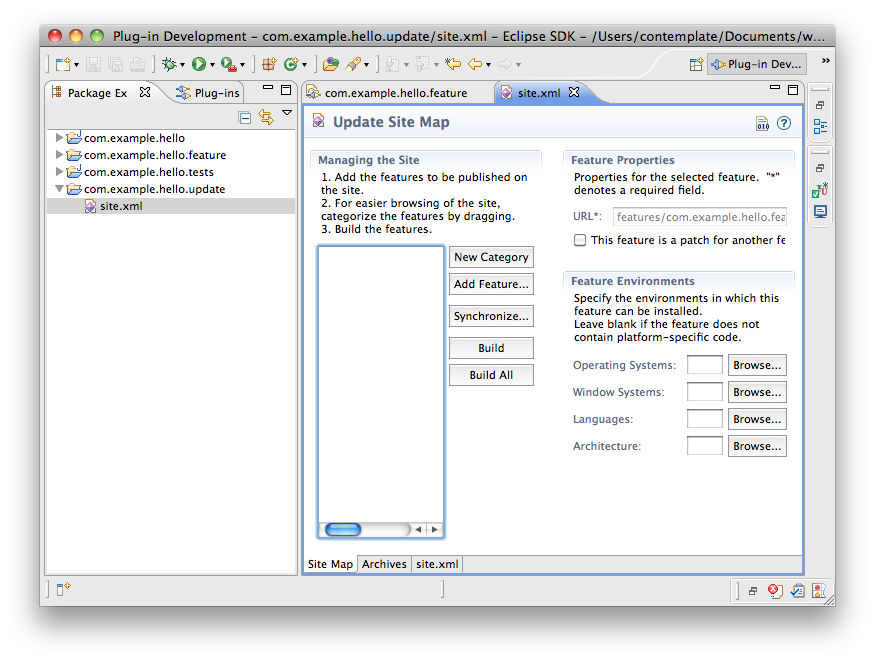 Plug-in Development – com.example.hello.update/site.xml – Eclipse SDK – /Users/contemplate/Documents/w...
Plug-in Dev...
»
Package Ex
Plug-ins
com.example.hello.feature
site.xml
com.example.hello
com.example.hello.feature
com.example.hello.tests
com.example.hello.update
site.xml
Update Site Map
010
?
Managing the Site
1. Add the features to be published on
the site.
2. For easier browsing of the site,
categorize the features by dragging.
3. Build the features.
New Category
Add Feature...
Synchronize...
Build
Build All
Feature Properties
Properties for the selected feature. "*"
denotes a required field.
URL*:
features/com.example.hello.fea
This feature is a patch for another fe
Feature Environments
Specify the environments in which this
feature can be installed.
Leave blank if the feature does not
contain platform-specific code.
Operating Systems:
Browse...
Window Systems:
Browse...
Languages:
Browse...
Architecture:
Browse...
Site Map
Archives
site.xml